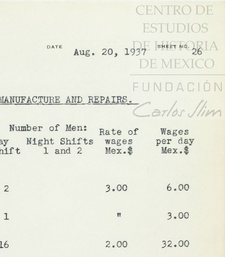 CENTRO DE
ESTUDIOS
DE HISTORIA
DE MEXICO
FUNDACIÓN
Carlos Slim
DATE Aug. 20, 1937 SHEET NO. 26
MANUFACTURE AND REPAIRS.
Number of Men: Rate of Wages
ay Night Shifts wages per day
hift 1 and 2 Mex.$ Mex.$
2 3.00 6.00
1 " 3.00
16 2.00 32.00